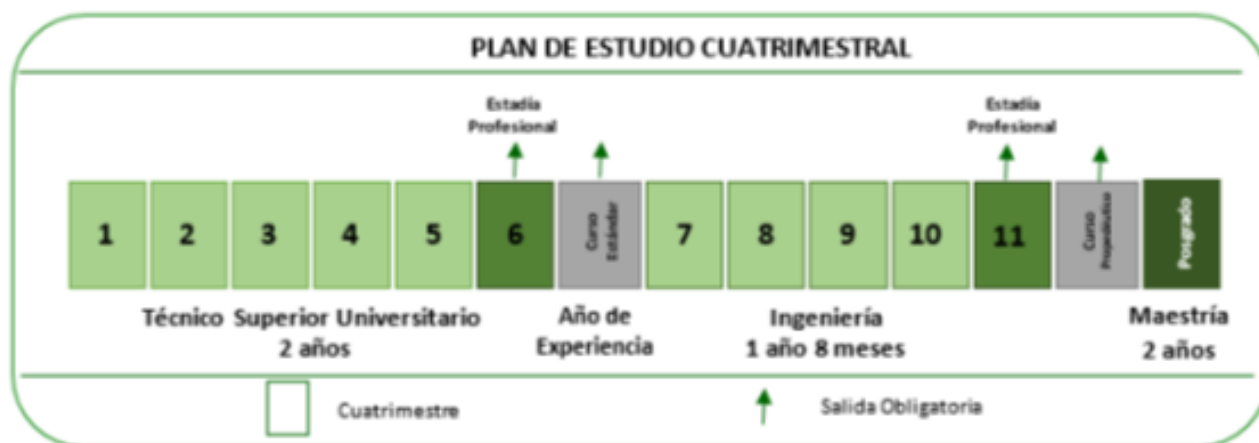 PLAN DE ESTUDIO CUATRIMESTRAL
Estadía
Profesional
Estadía
Profesional
1
2
3
4
5
6
Curso
Estándar
7
8
9
10
11
Curso
Propedéutico
Posgrado
Técnico Superior Universitario
2 años
Año de
Experiencia
Ingeniería
1 año 8 meses
Maestría
2 años
Cuatrimestre
Salida Obligatoria